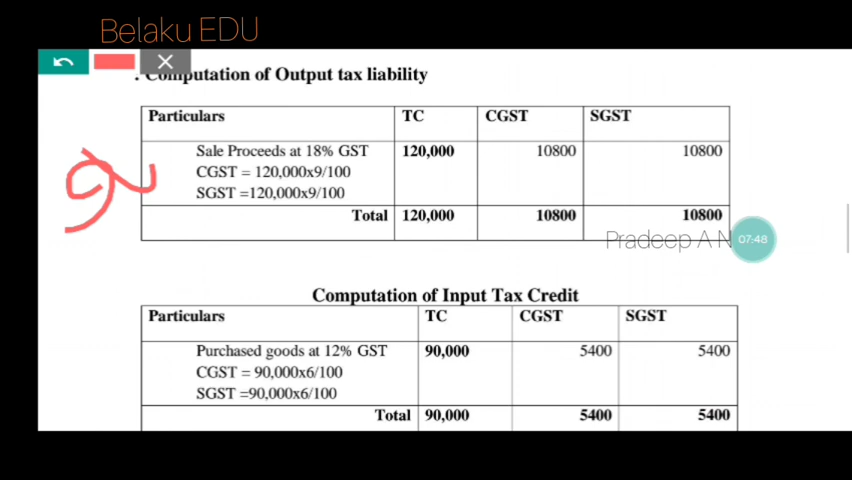 Belaku EDU
. Computation of Output tax liability
Particulars TC CGST SGST
Sale Proceeds at 18% GST 120,000 10800 10800
CGST = 120,000x9/100
SGST =120,000x9/100
Total 120,000 10800 10800
Pradeep A N 07:48
Computation of Input Tax Credit
Particulars TC CGST SGST
Purchased goods at 12% GST 90,000 5400 5400
CGST = 90,000x6/100
SGST =90,000x6/100
Total 90,000 5400 5400